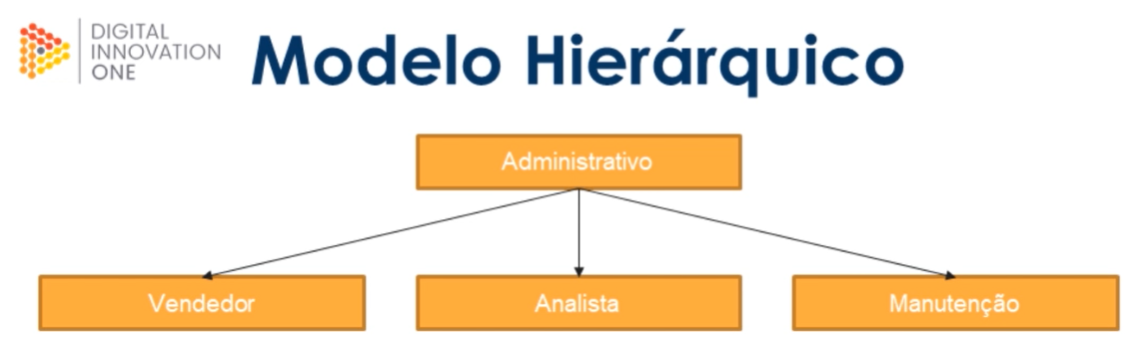 DIGITAL
INNOVATION
ONE
Modelo Hierárquico
Administrativo
Vendedor
Analista
Manutenção